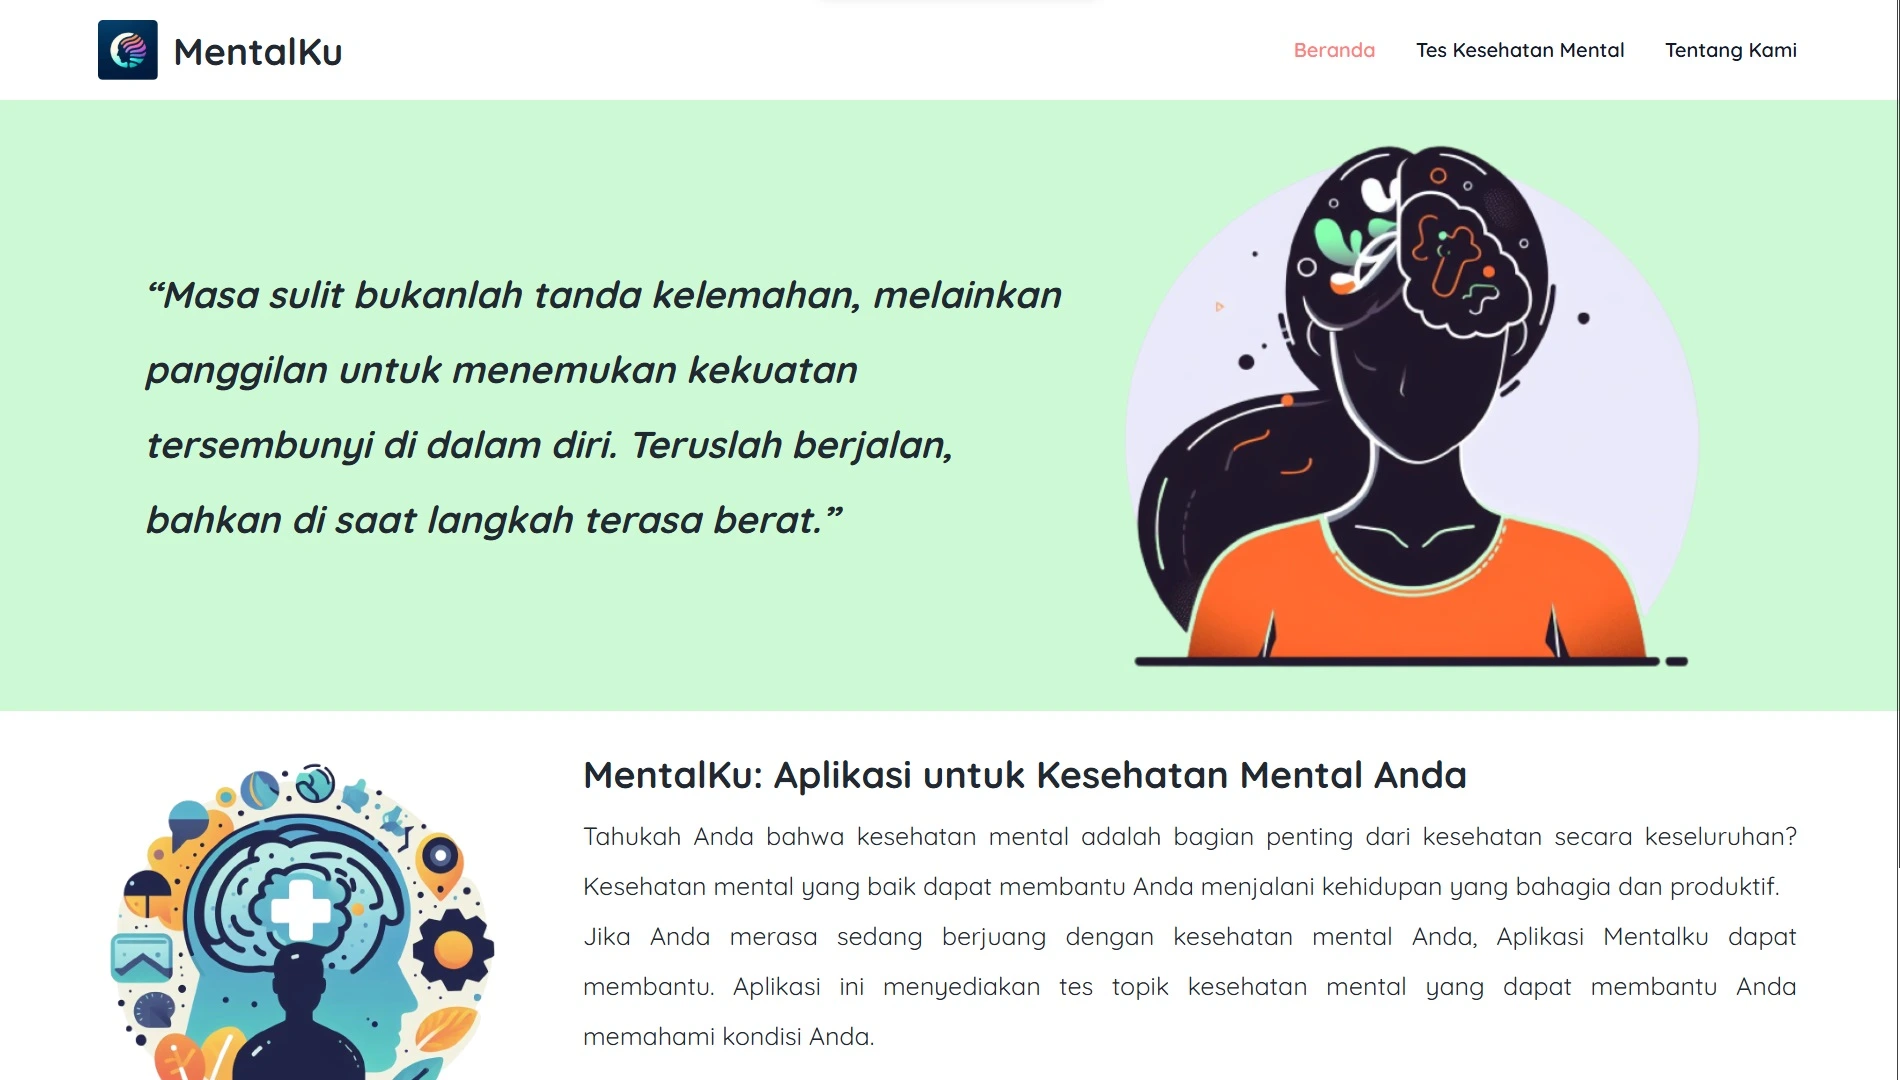 MentalKu
Beranda
Tes Kesehatan Mental
Tentang Kami
“Masa sulit bukanlah tanda kelemahan, melainkan
panggilan untuk menemukan kekuatan
tersembunyi di dalam diri. Teruslah berjalan,
bahkan di saat langkah terasa berat.”
MentalKu: Aplikasi untuk Kesehatan Mental Anda
Tahukah Anda bahwa kesehatan mental adalah bagian penting dari kesehatan secara keseluruhan?
Kesehatan mental yang baik dapat membantu Anda menjalani kehidupan yang bahagia dan produktif.
Jika Anda merasa sedang berjuang dengan kesehatan mental Anda, Aplikasi Mentalku dapat
membantu. Aplikasi ini menyediakan tes topik kesehatan mental yang dapat membantu Anda
memahami kondisi Anda.